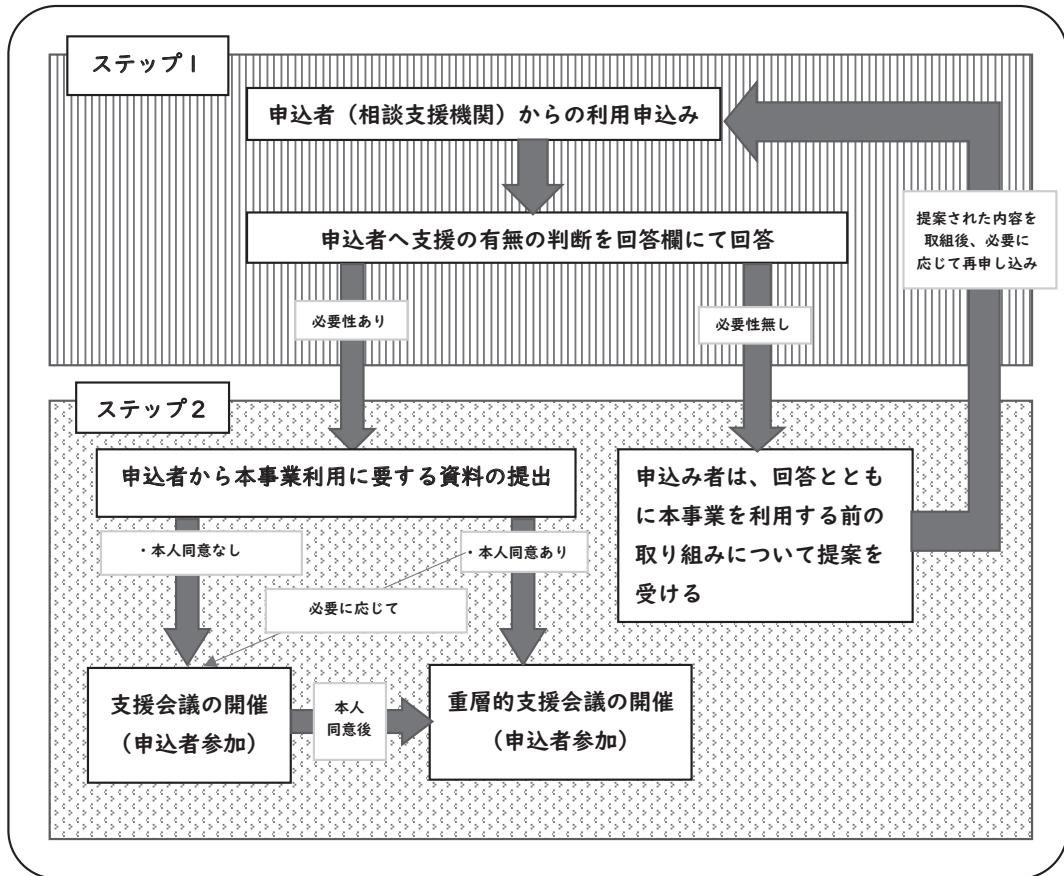 ステップ1
申込者（相談支援機関）からの利用申込み
申込者へ支援の有無の判断を回答欄にて回答
提案された内容を
取組後、必要に
応じて再申し込み
必要性あり
必要性無し
ステップ2
申込者から本事業利用に要する資料の提出
申込み者は、回答ととも
に本事業を利用する前の
取り組みについて提案を
受ける
・本人同意なし
・本人同意あり
必要に応じて
支援会議の開催
（申込者参加）
本人
同意後
重層的支援会議の開催
（申込者参加）